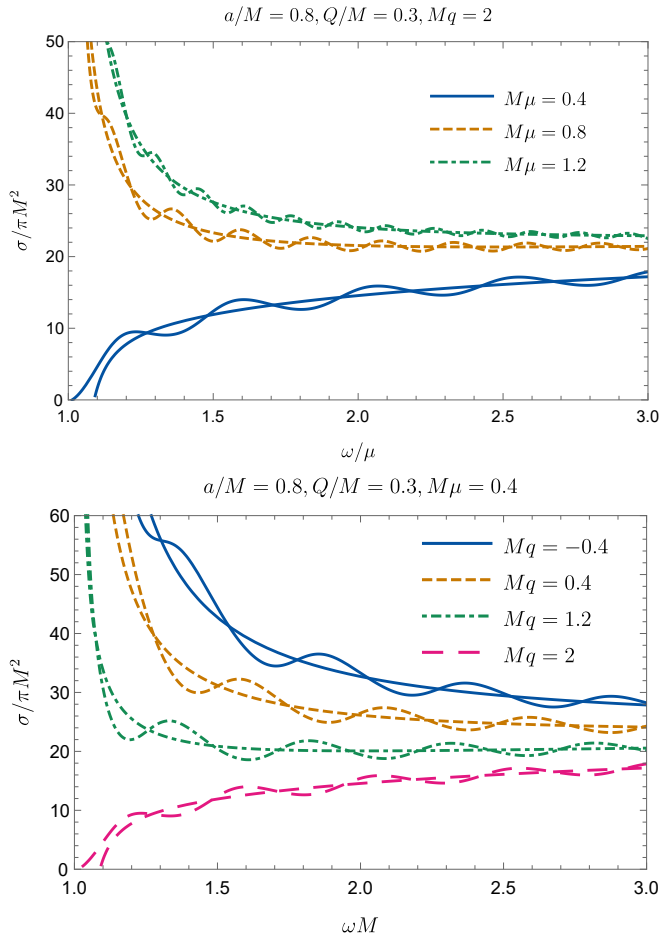 a/M = 0.8, Q/M = 0.3, Mq = 2
50
40
30
20
10
0
σ/πM²
Mμ = 0.4
Mμ = 0.8
Mμ = 1.2
1.0 1.5 2.0 2.5 3.0
ω/μ
a/M = 0.8, Q/M = 0.3, Mμ = 0.4
60
50
40
30
20
10
0
σ/πM²
Mq = −0.4
Mq = 0.4
Mq = 1.2
Mq = 2
1.0 1.5 2.0 2.5 3.0
ωM